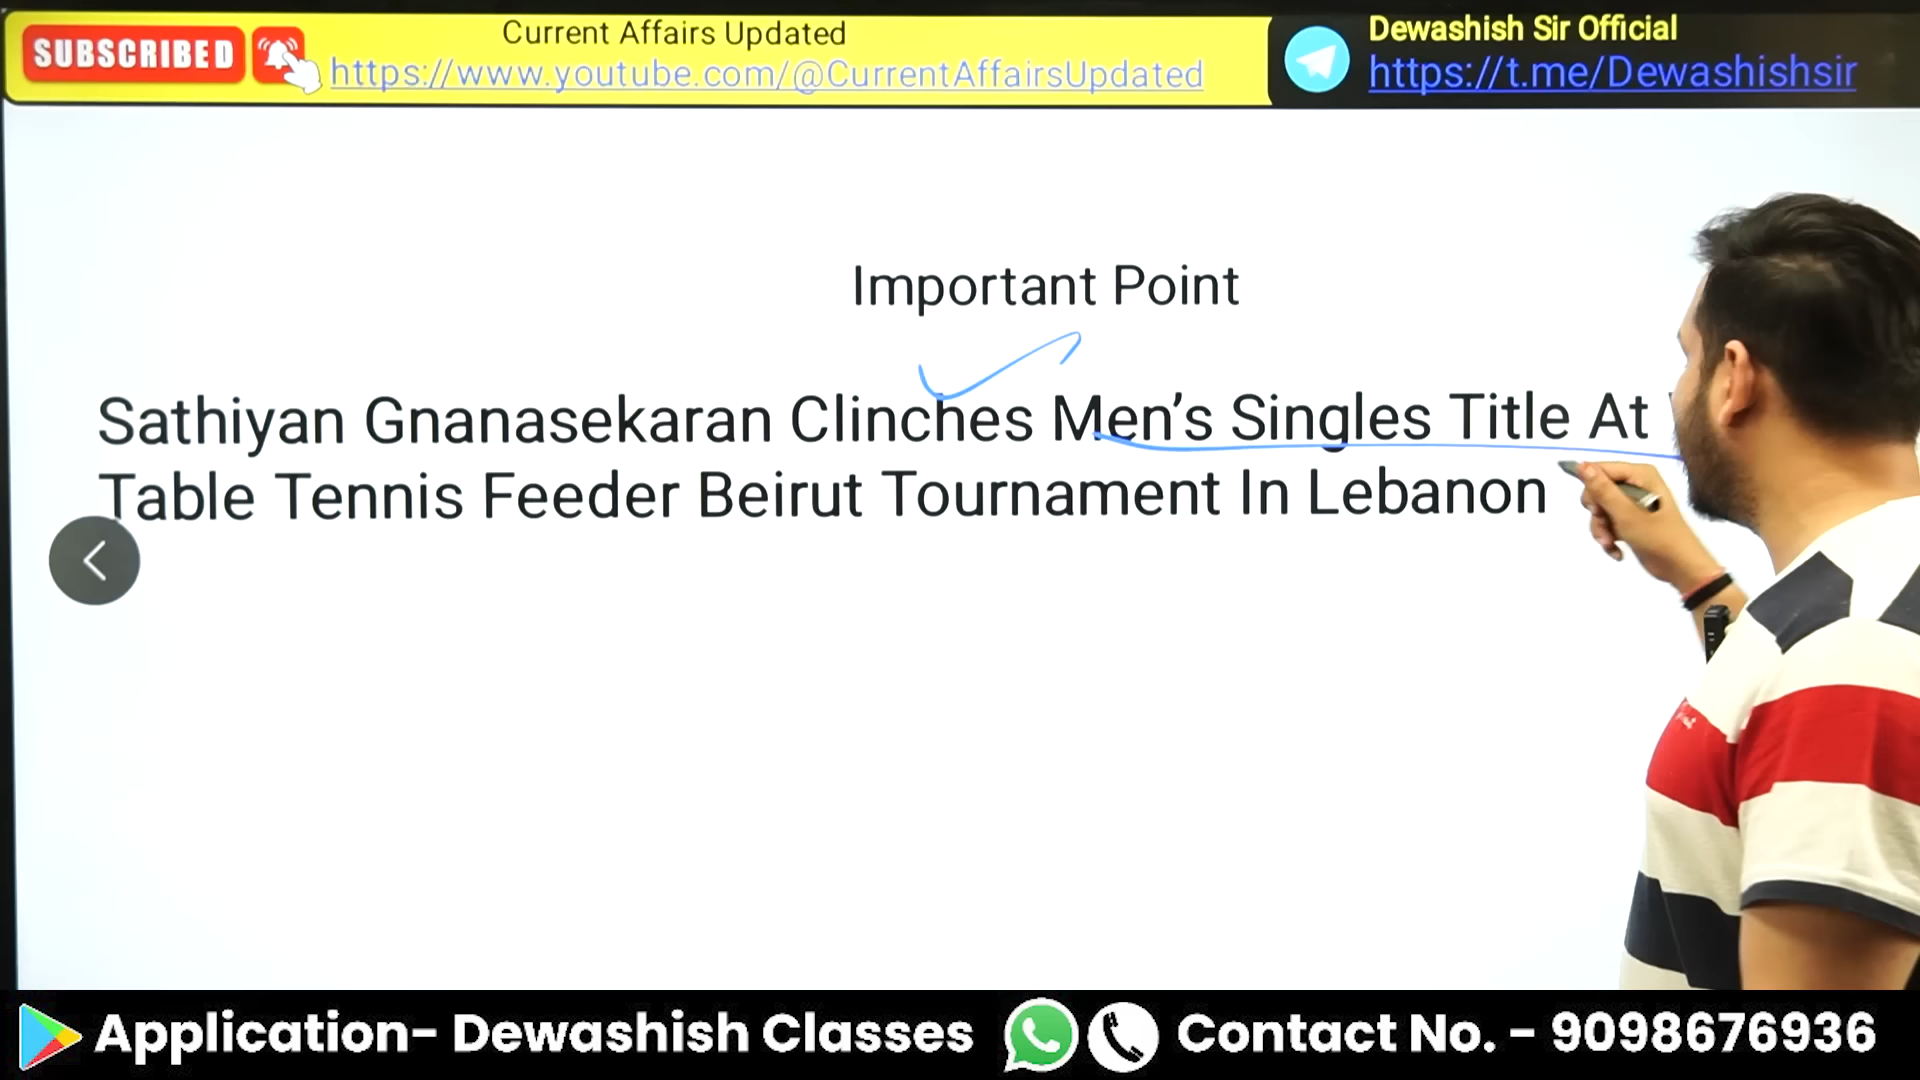 SUBSCRIBED
Current Affairs Updated
https://www.youtube.com/@CurrentAffairsUpdated
Dewashish Sir Official
https://t.me/Dewashishsir
Important Point
Sathiyan Gnanasekaran Clinches Men’s Singles Title At
Table Tennis Feeder Beirut Tournament In Lebanon
Application- Dewashish Classes
Contact No. - 9098676936